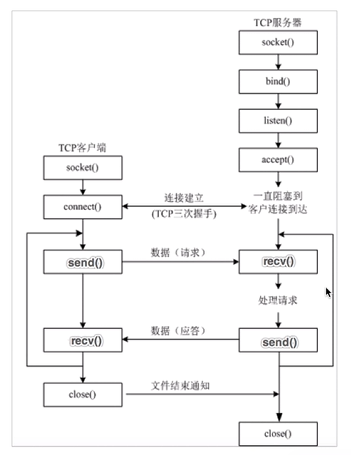 TCP服务器
socket()
bind()
listen()
TCP客户端
accept()
socket()
一直阻塞到
客户连接到达
connect()
连接建立
(TCP三次握手)
send()
数据（请求）
recv()
处理请求
recv()
数据（应答）
send()
close()
文件结束通知
close()